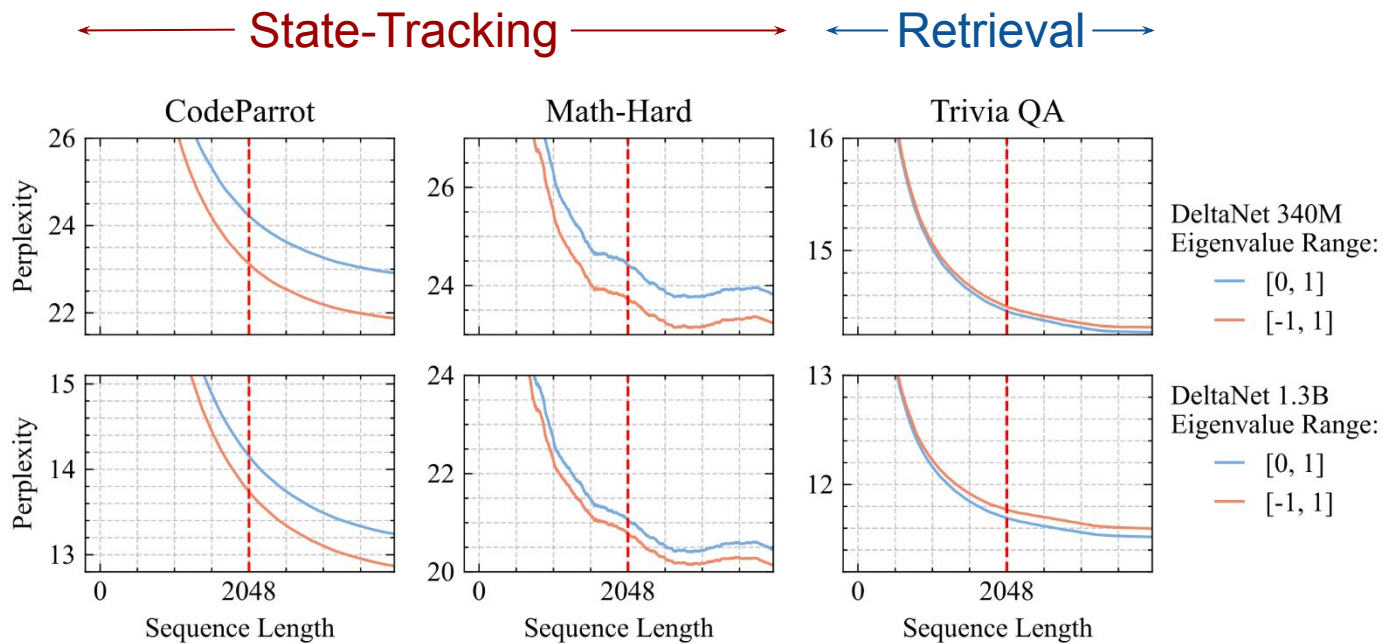 State-Tracking
Retrieval
CodeParrot
Math-Hard
Trivia QA
26
24
22
Perplexity
26
24
16
15
DeltaNet 340M
Eigenvalue Range:
[0, 1]
[-1, 1]
15
14
13
Perplexity
0
2048
Sequence Length
24
22
20
0
2048
Sequence Length
13
12
0
2048
Sequence Length
DeltaNet 1.3B
Eigenvalue Range:
[0, 1]
[-1, 1]